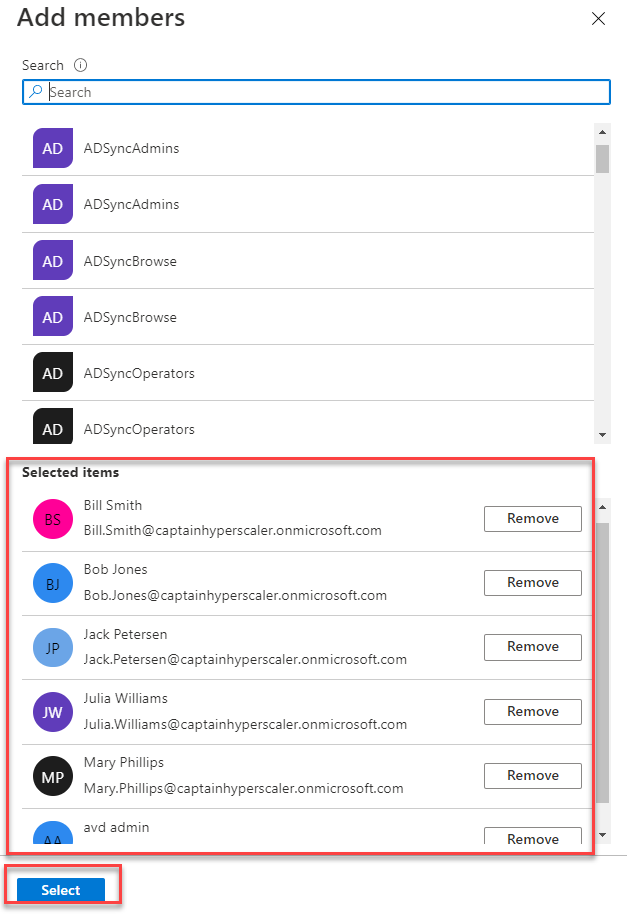 Add members
Search
Search
AD ADSyncAdmins
AD ADSyncAdmins
AD ADSyncBrowse
AD ADSyncBrowse
AD ADSyncOperators
AD ADSyncOperators
Selected items
BS Bill Smith
Bill.Smith@captainhyperscaler.onmicrosoft.com
Remove
BJ Bob Jones
Bob.Jones@captainhyperscaler.onmicrosoft.com
Remove
JP Jack Petersen
Jack.Petersen@captainhyperscaler.onmicrosoft.com
Remove
JW Julia Williams
Julia.Williams@captainhyperscaler.onmicrosoft.com
Remove
MP Mary Phillips
Mary.Phillips@captainhyperscaler.onmicrosoft.com
Remove
AA avd admin
Remove
Select